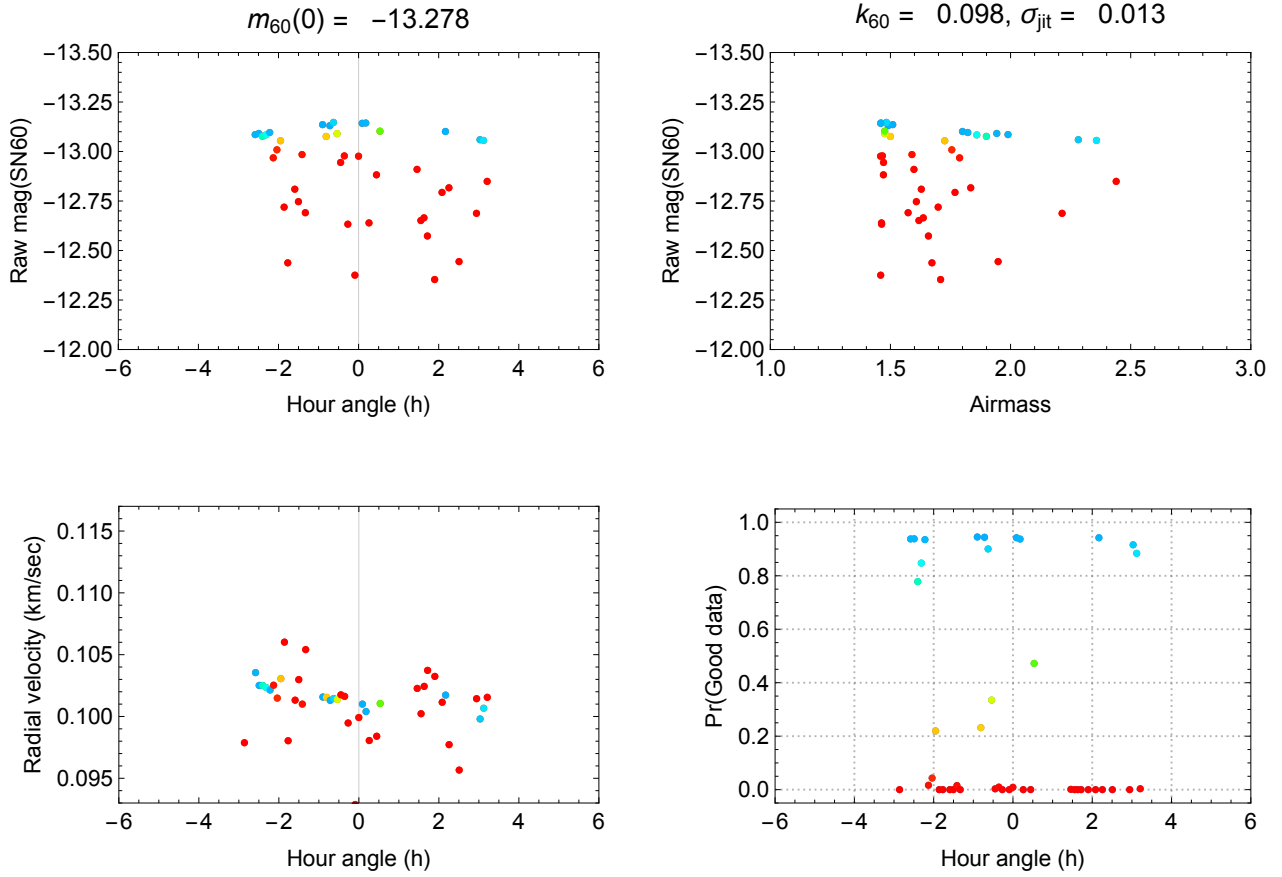 m₆₀(0) = −13.278
−13.50
−13.25
−13.00
−12.75
−12.50
−12.25
−12.00
Raw mag(SN60)
−6 −4 −2 0 2 4 6
Hour angle (h)
k₆₀ = 0.098, σⱼᵢₜ = 0.013
−13.50
−13.25
−13.00
−12.75
−12.50
−12.25
−12.00
Raw mag(SN60)
1.0 1.5 2.0 2.5 3.0
Airmass
0.115
0.110
0.105
0.100
0.095
Radial velocity (km/sec)
−6 −4 −2 0 2 4 6
Hour angle (h)
1.0
0.8
0.6
0.4
0.2
0.0
Pr(Good data)
−6 −4 −2 0 2 4 6
Hour angle (h)